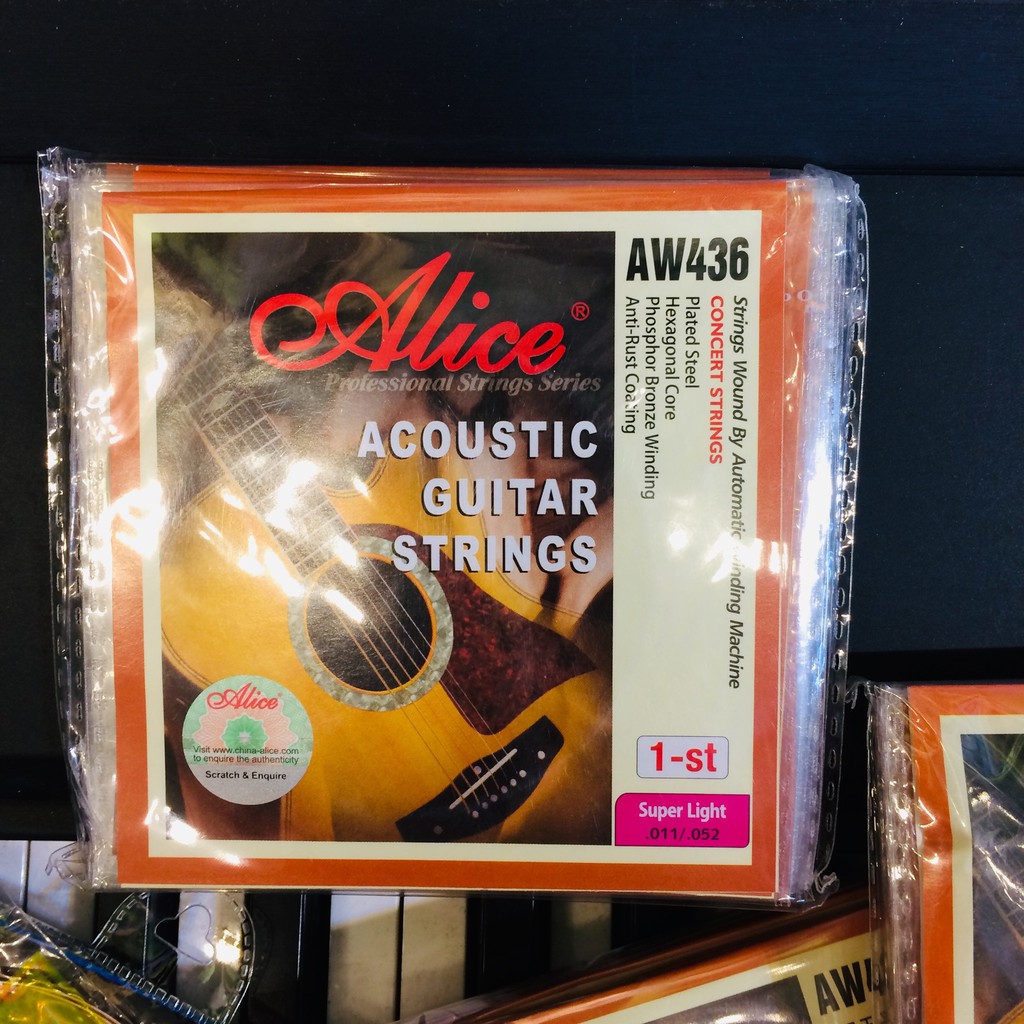 Alice®
Professional Strings Series
ACOUSTIC
GUITAR
STRINGS
AW436
Strings Wound By Automatic Winding Machine
CONCERT STRINGS
Plated Steel
Hexagonal Core
Phosphor Bronze Winding
Anti-Rust Coating
1-st
Super Light
.011/.052
Alice
Visit www.china-alice.com
to enquire the authenticity
Scratch & Enquire
AW4